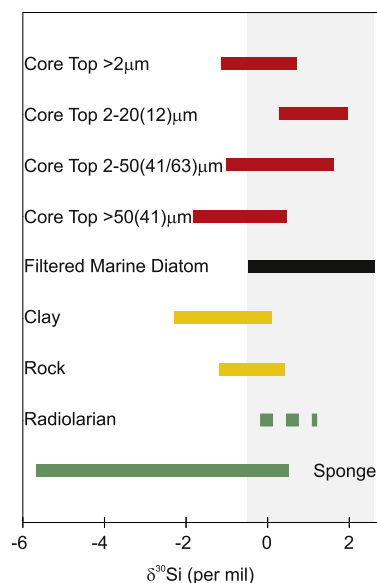 Core Top >2μm
Core Top 2-20(12)μm
Core Top 2-50(41/63)μm
Core Top >50(41)μm
Filtered Marine Diatom
Clay
Rock
Radiolarian
Sponge
-6 -4 -2 0 2
δ³⁰Si (per mil)